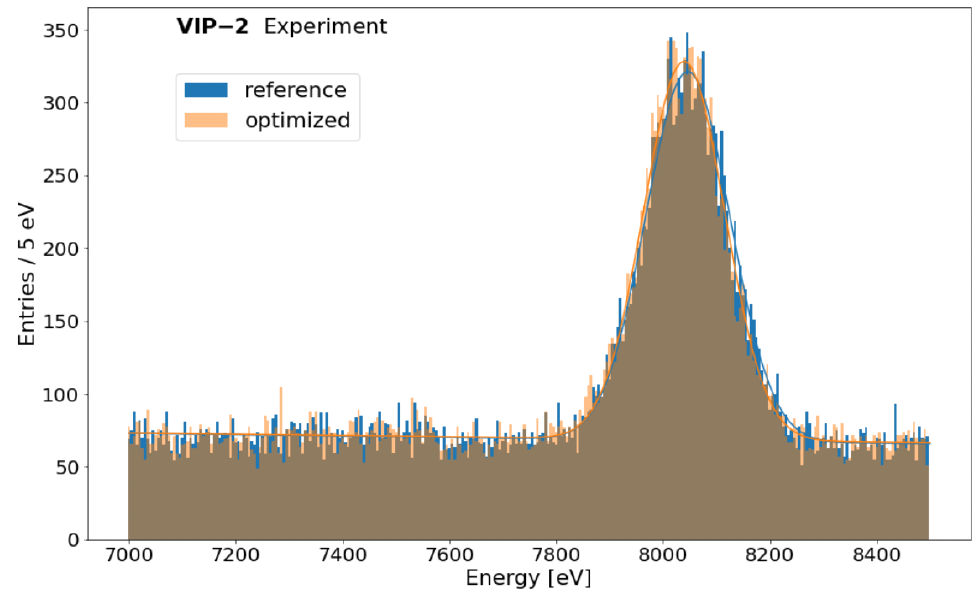 VIP−2 Experiment
reference
optimized
350
300
250
200
150
100
50
0
Entries / 5 eV
7000 7200 7400 7600 7800 8000 8200 8400
Energy [eV]